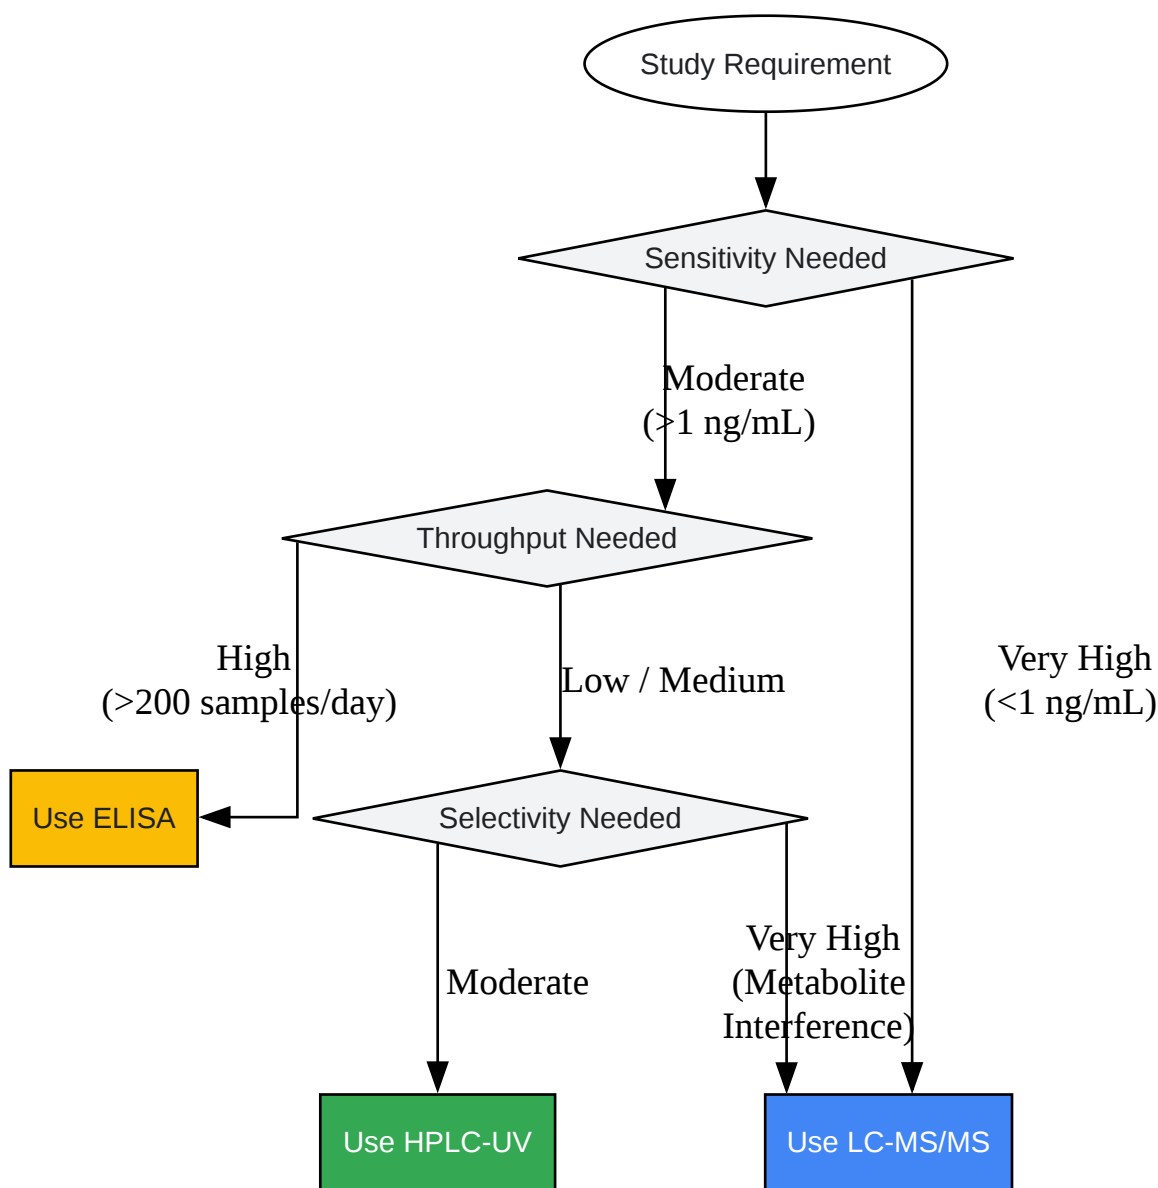 Study Requirement
Sensitivity Needed
Moderate
(>1 ng/mL)
Throughput Needed
High
(>200 samples/day)
Low / Medium
Very High
(<1 ng/mL)
Use ELISA
Selectivity Needed
Moderate
Very High
(Metabolite
Interference)
Use HPLC-UV
Use LC-MS/MS